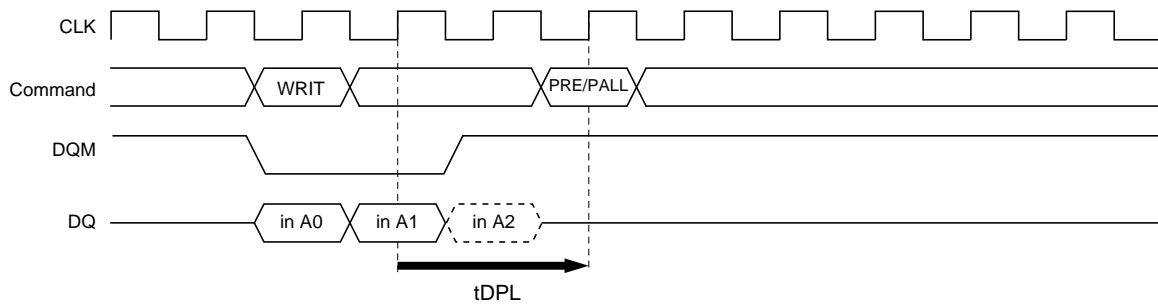 CLK
Command WRIT PRE/PALL
DQM
DQ in A0 in A1 in A2
tDPL